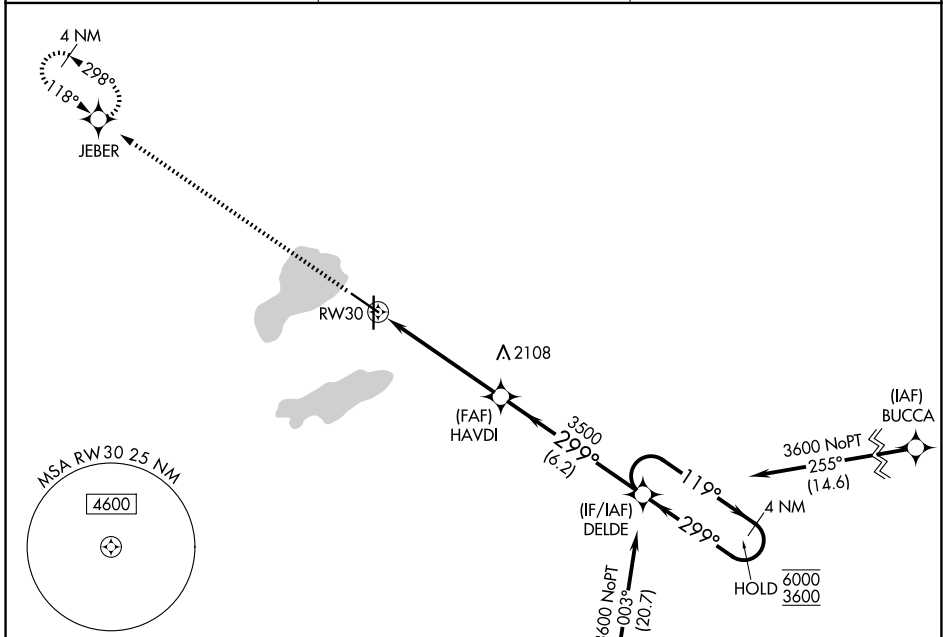 4 NM
298°
118°
JEBER
RW30
2108
(FAF)
HAVDI
3500
299°
(6.2)
(IAF)
BUCCA
3600 NoPT
255°
(14.6)
119°
4 NM
(IF/IAF)
DELDE
299°
HOLD 6000
3600
MSA RW30 25 NM
4600
600 NoPT
003°
(20.7)